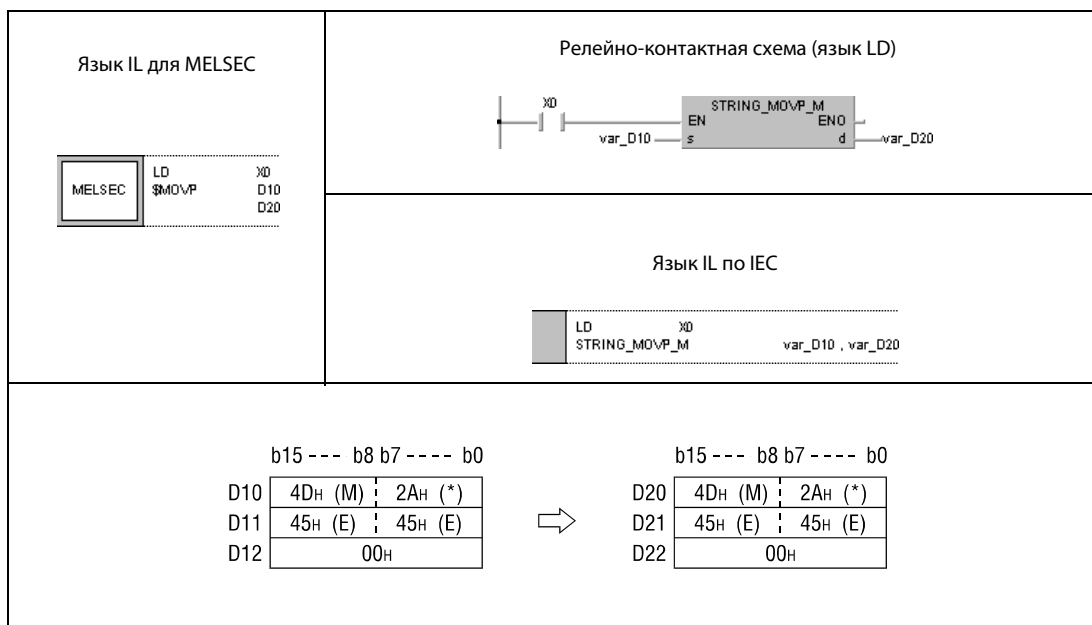 Язык IL для MELSEC
MELSEC
LD X0
$MOVP D10
D20
Релейно-контактная схема (язык LD)
X0
STRING_MOVP_M
EN ENO
var_D10 s d var_D20
Язык IL по IEC
LD X0
STRING_MOVP_M var_D10 , var_D20
b15 --- b8 b7 ---- b0
D10 4DH (M) 2AH (*)
D11 45H (E) 45H (E)
D12 00H
b15 --- b8 b7 ---- b0
D20 4DH (M) 2AH (*)
D21 45H (E) 45H (E)
D22 00H